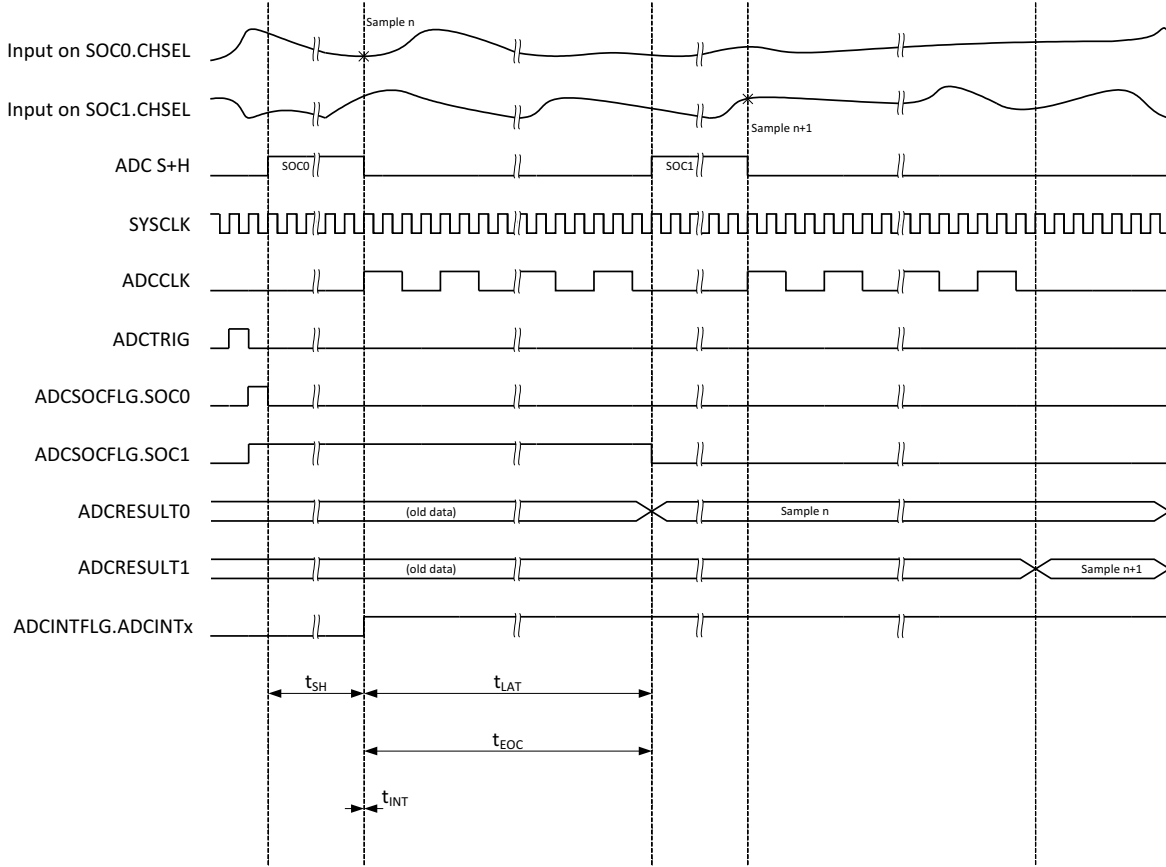 Sample n
Input on SOC0.CHSEL
Input on SOC1.CHSEL
Sample n+1
ADC S+H
SOC0
SOC1
SYSCLK
ADCCLK
ADCTRIG
ADCSOCFLG.SOC0
ADCSOCFLG.SOC1
ADCRESULT0
(old data)
Sample n
ADCRESULT1
(old data)
Sample n+1
ADCINTFLG.ADCINTx
tSH
tLAT
tEOC
tINT